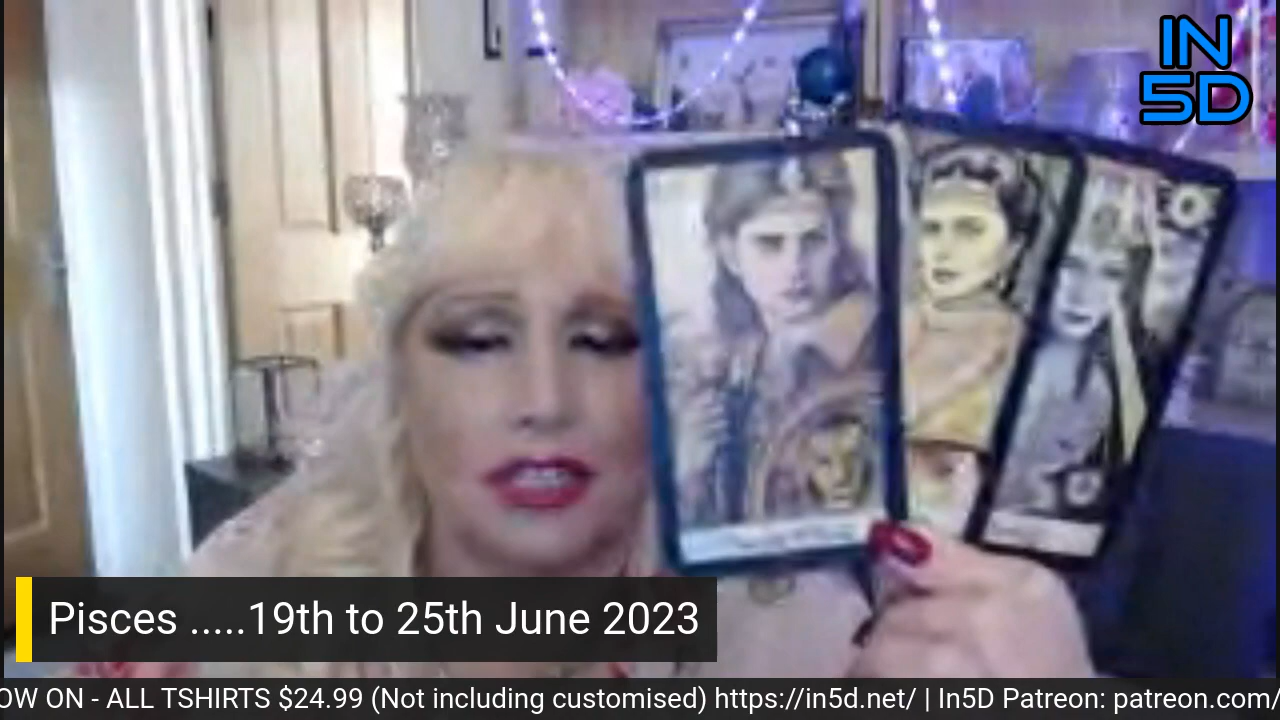 IN
5D
Pisces .....19th to 25th June 2023
OW ON - ALL TSHIRTS $24.99 (Not including customised) https://in5d.net/ | In5D Patreon: patreon.com/